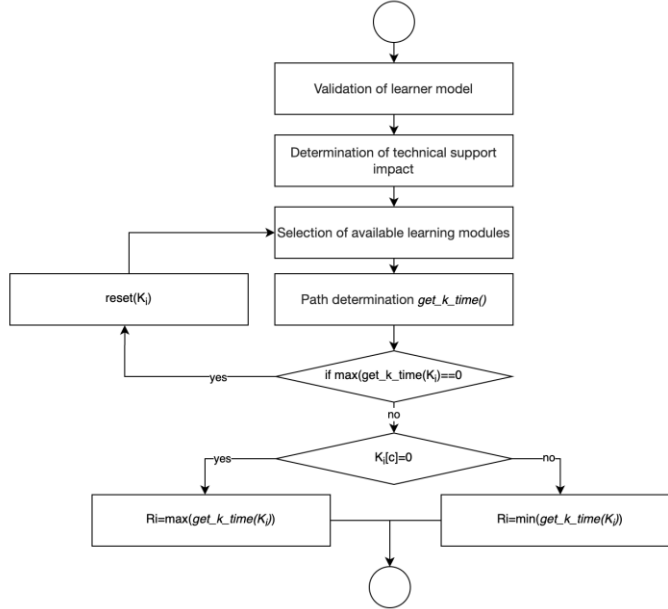 Validation of learner model
Determination of technical support
impact
Selection of available learning modules
reset(Kᵢ)
Path determination get_k_time()
yes
if max(get_k_time(Kᵢ)==0
no
yes
Kᵢ[c]=0
no
Ri=max(get_k_time(Kᵢ))
Ri=min(get_k_time(Kᵢ))